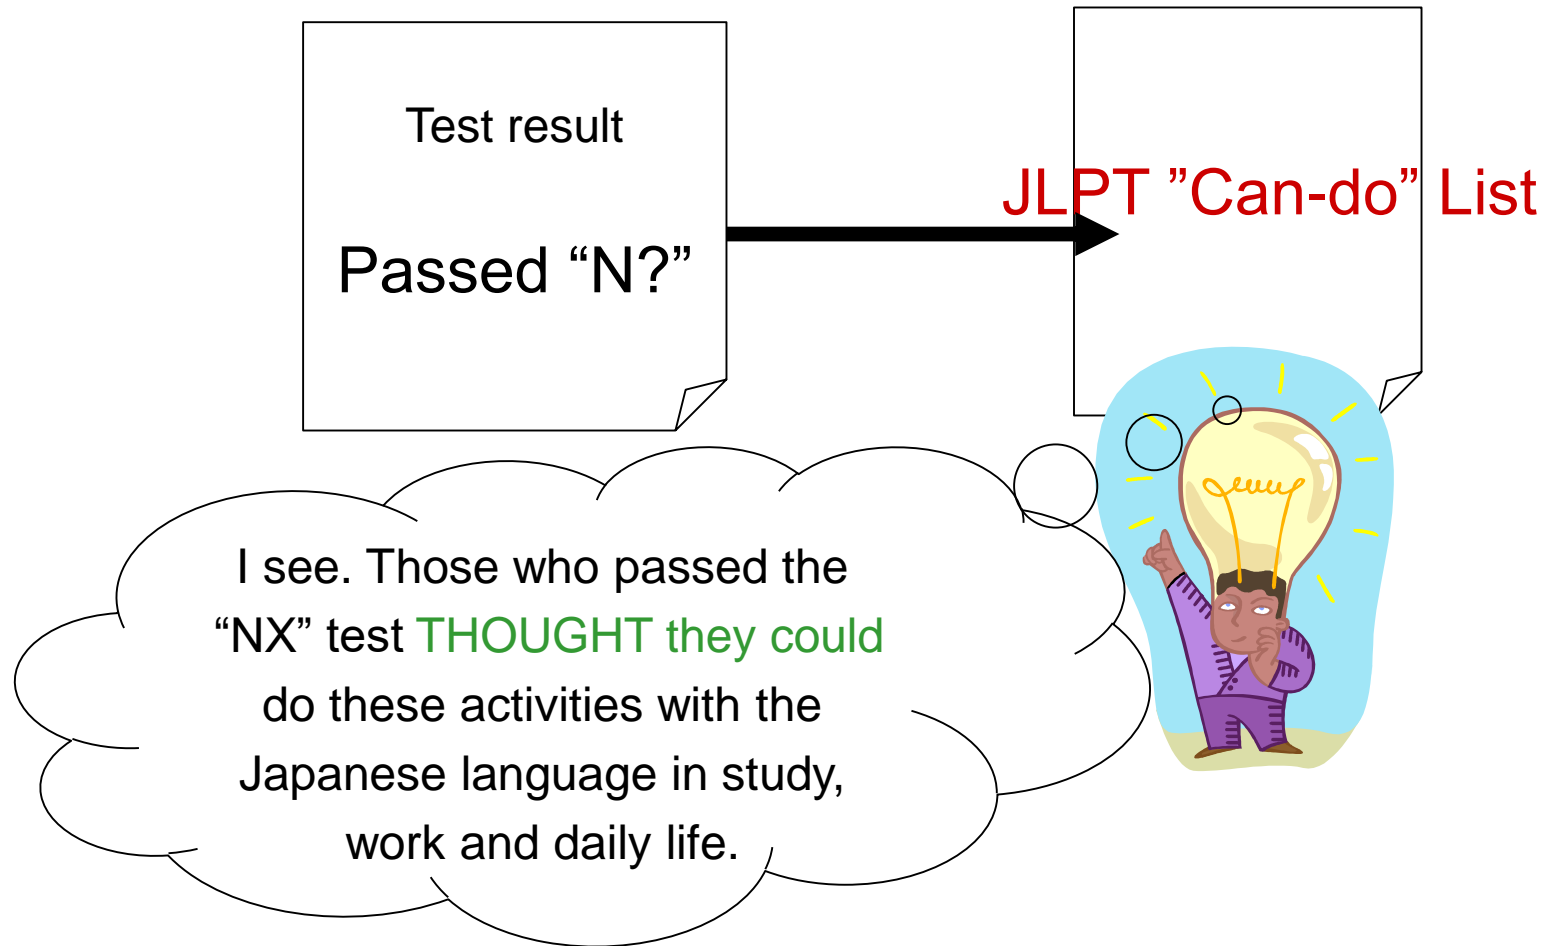 Test result
Passed “N?”
JLPT ”Can-do” List
I see. Those who passed the
“NX” test THOUGHT they could
do these activities with the
Japanese language in study,
work and daily life.